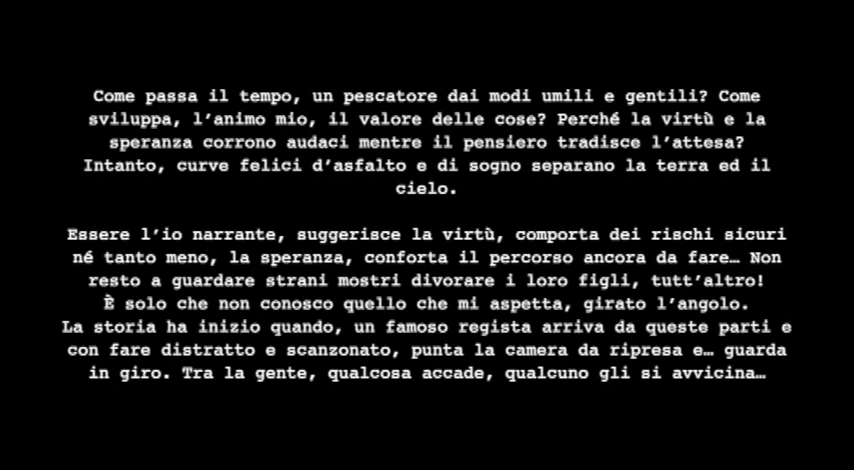 Come passa il tempo, un pescatore dai modi umili e gentili? Come
sviluppa, l’animo mio, il valore delle cose? Perché la virtù e la
speranza corrono audaci mentre il pensiero tradisce l’attesa?
Intanto, curve felici d’asfalto e di sogno separano la terra ed il
cielo.
Essere l’io narrante, suggerisce la virtù, comporta dei rischi sicuri
né tanto meno, la speranza, conforta il percorso ancora da fare… Non
resto a guardare strani mostri divorare i loro figli, tutt’altro!
È solo che non conosco quello che mi aspetta, girato l’angolo.
La storia ha inizio quando, un famoso regista arriva da queste parti e
con fare distratto e scanzonato, punta la camera da ripresa e… guarda
in giro. Tra la gente, qualcosa accade, qualcuno gli si avvicina…